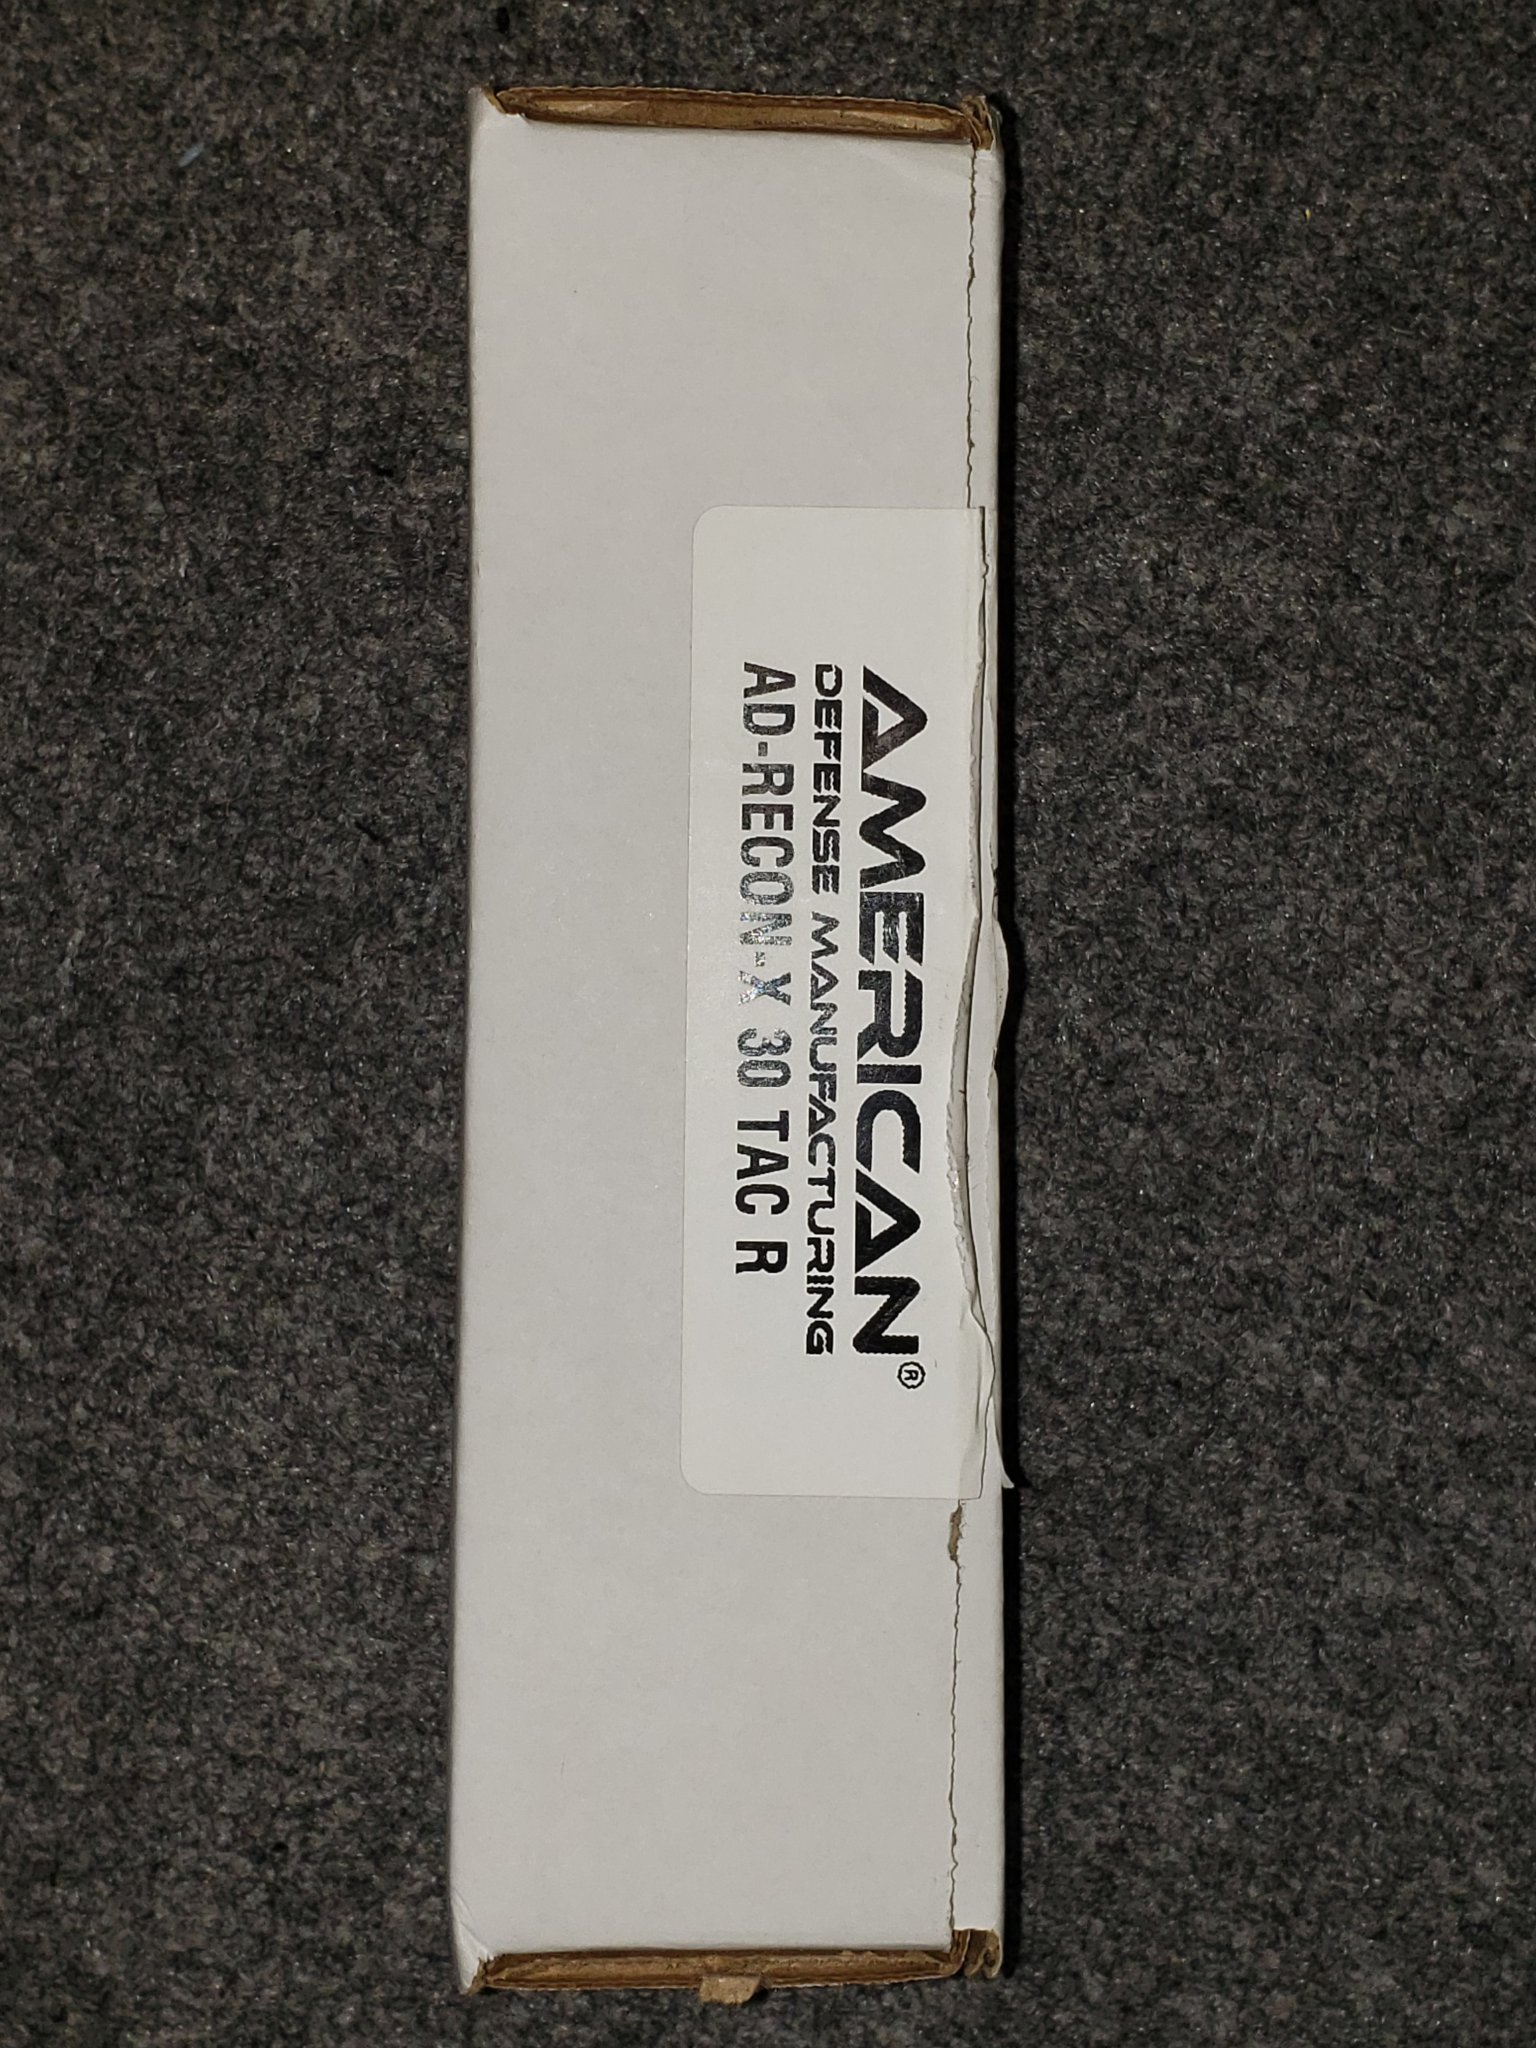 AMERICAN®
DEFENSE MANUFACTURING
AD-RECON-X 30 TAC R